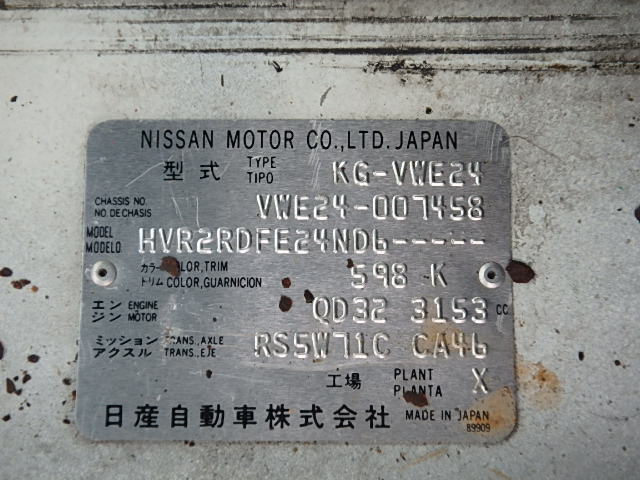 NISSAN MOTOR CO.,LTD. JAPAN
型式 TYPE TIPO KG-VWE24
CHASSIS NO. NO. DE CHASIS VWE24-007458
MODEL MODELO HVR2RDFE24ND6-----
カラー COLOR, TRIM トリム COLOR, GUARNICION 598 K
エンジン ENGINE MOTOR QD32 3153 CC
ミッション TRANS., AXLE アクスル TRANS., EJE RS5W71C CA46
工場 PLANT PLANTA X
日産自動車株式会社 MADE IN JAPAN
89909